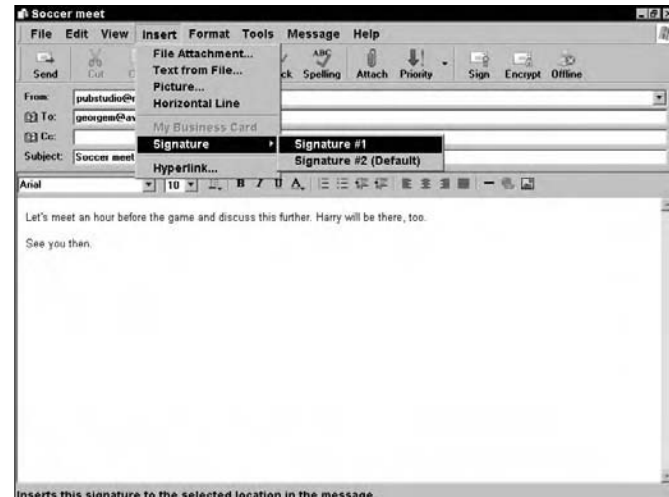 Soccer meet
File Edit View Insert Format Tools Message Help
Send Cut Spelling Attach Priority Sign Encrypt Offline
File Attachment...
Text from File...
Picture...
Horizontal Line
My Business Card
Signature
Hyperlink...
Signature #1
Signature #2 (Default)
From: pubstudio@
To: georgem@av
Cc:
Subject: Soccer meet
Arial 10 B I U A
Let's meet an hour before the game and discuss this further. Harry will be there, too.
See you then.
Inserts this signature to the selected location in the message.